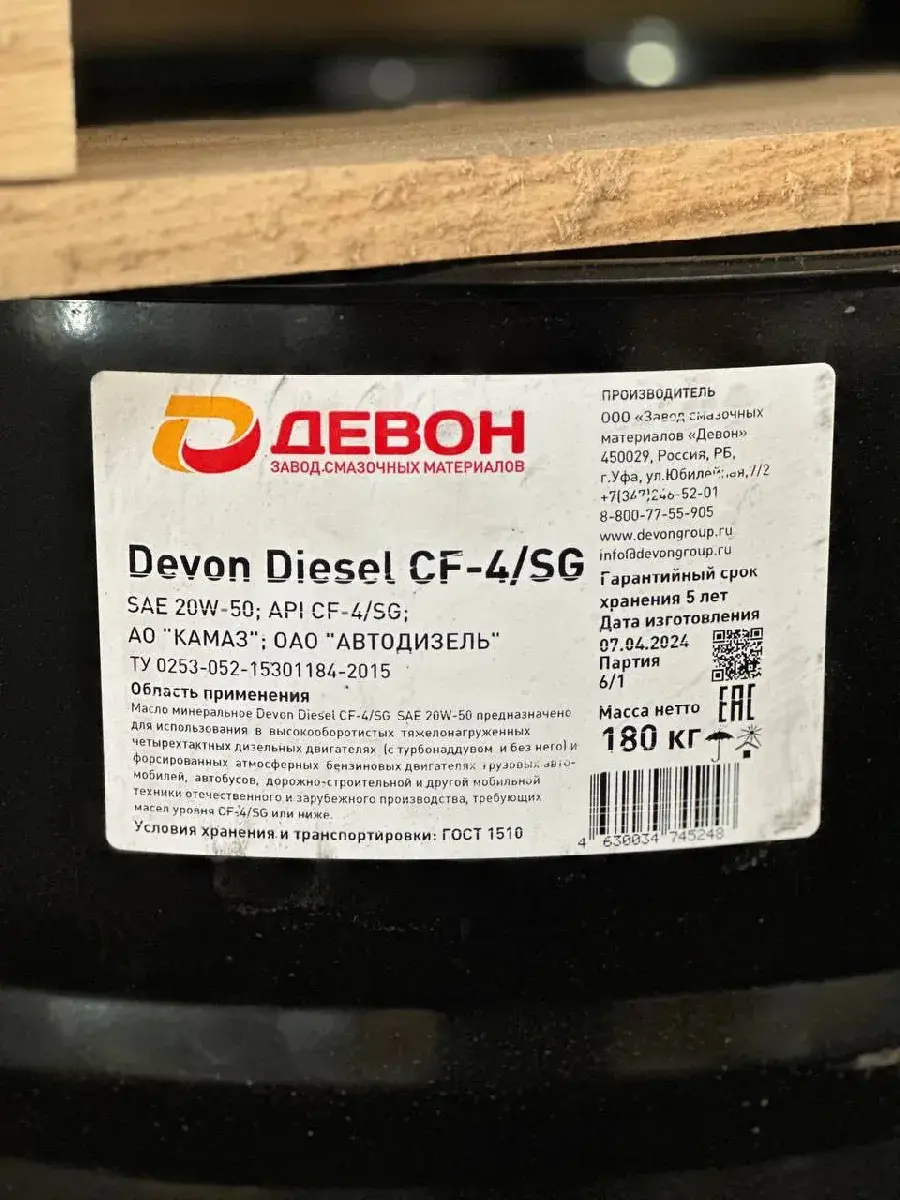 ДЕВОН
ЗАВОД СМАЗОЧНЫХ МАТЕРИАЛОВ
Devon Diesel CF-4/SG
SAE 20W-50; API CF-4/SG;
АО "КАМАЗ"; ОАО "АВТОДИЗЕЛЬ"
ТУ 0253-052-15301184-2015
Область применения
Масло минеральное Devon Diesel CF-4/SG SAE 20W-50 предназначено
для использования в высокооборотистых тяжелонагруженных
четырехтактных дизельных двигателях (с турбонаддувом и без него) и
форсированных атмосферных бензиновых двигателях грузовых авто-
мобилей, автобусов, дорожно-строительной и другой мобильной
техники отечественного и зарубежного производства, требующих
масел уровня CF-4/SG или ниже.
Условия хранения и транспортировки: ГОСТ 1510
ПРОИЗВОДИТЕЛЬ
ООО «Завод смазочных
материалов «Девон»
450029, Россия, РБ,
г.Уфа, ул.Юбилейная,
+7(347)246-52-01
8-800-77-55-905
www.devongroup.ru
info@devongroup.ru
Гарантийный срок
хранения 5 лет
Дата изготовления
07.04.2024
Партия
6/1
EAC
Масса нетто
180 кг
4 630034 745248